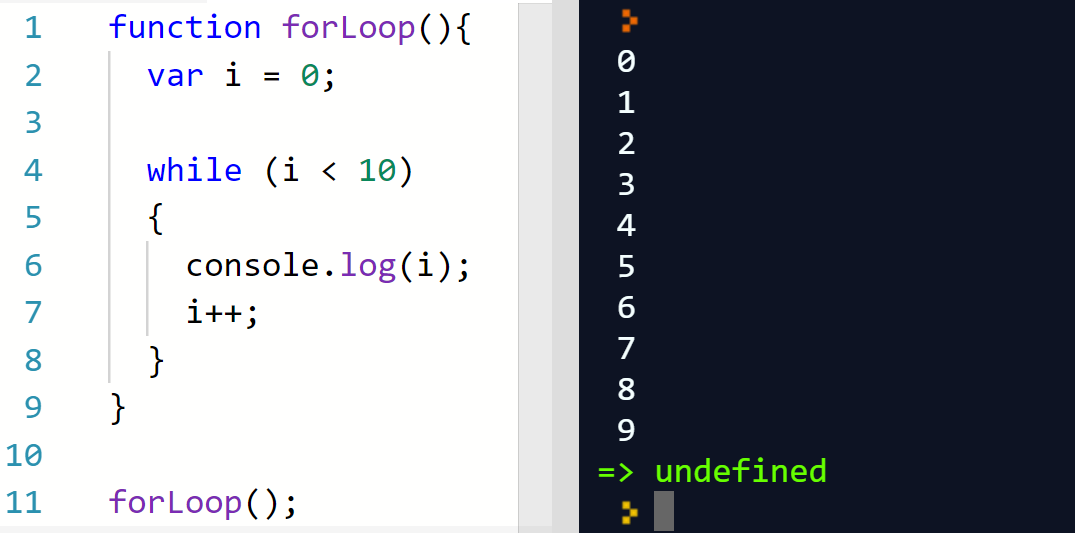 1 function forLoop(){
2 var i = 0;
3
4 while (i < 10)
5 {
6 console.log(i);
7 i++;
8 }
9 }
10
11 forLoop();
0
1
2
3
4
5
6
7
8
9
=> undefined